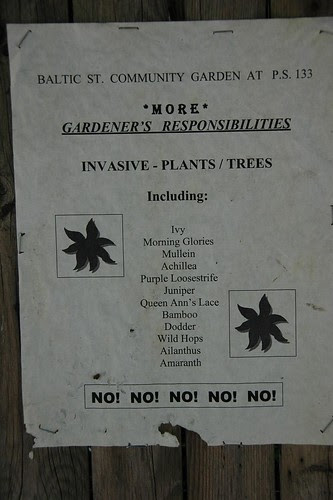 BALTIC ST. COMMUNITY GARDEN AT P.S. 133
*MORE*
GARDENER'S RESPONSIBILITIES
INVASIVE - PLANTS / TREES
Including:
Ivy
Morning Glories
Mullein
Achillea
Purple Loosestrife
Juniper
Queen Ann's Lace
Bamboo
Dodder
Wild Hops
Ailanthus
Amaranth
NO! NO! NO! NO! NO!